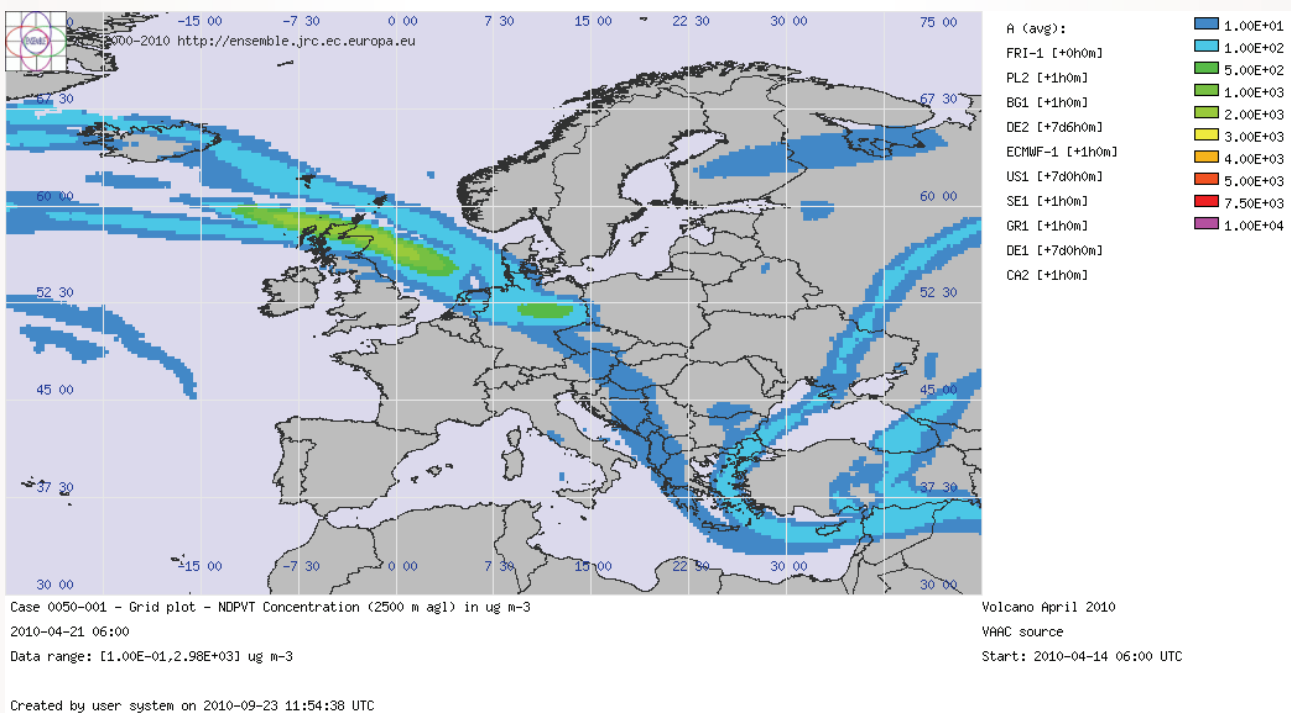 -15 00 -7 30 0 00 7 30 15 00 22 30 30 00 75 00
000-2010 http://ensemble.jrc.ec.europa.eu
67 30 67 30
60 00 60 00
52 30 52 30
45 00 45 00
37 30 37 30
30 00 -15 00 -7 30 0 00 7 30 15 00 22 30 30 00 30 00
A (avg):
FRI-1 [+0h0m]
PL2 [+1h0m]
BG1 [+1h0m]
DE2 [+7d6h0m]
ECMWF-1 [+1h0m]
US1 [+7d0h0m]
SE1 [+1h0m]
GR1 [+1h0m]
DE1 [+7d0h0m]
CA2 [+1h0m]
1.00E+01
1.00E+02
5.00E+02
1.00E+03
2.00E+03
3.00E+03
4.00E+03
5.00E+03
7.50E+03
1.00E+04
Case 0050-001 - Grid plot - NDPVT Concentration (2500 m agl) in ug m-3
2010-04-21 06:00
Data range: [1.00E-01,2.98E+03] ug m-3
Created by user system on 2010-09-23 11:54:38 UTC
Volcano April 2010
VAAC source
Start: 2010-04-14 06:00 UTC